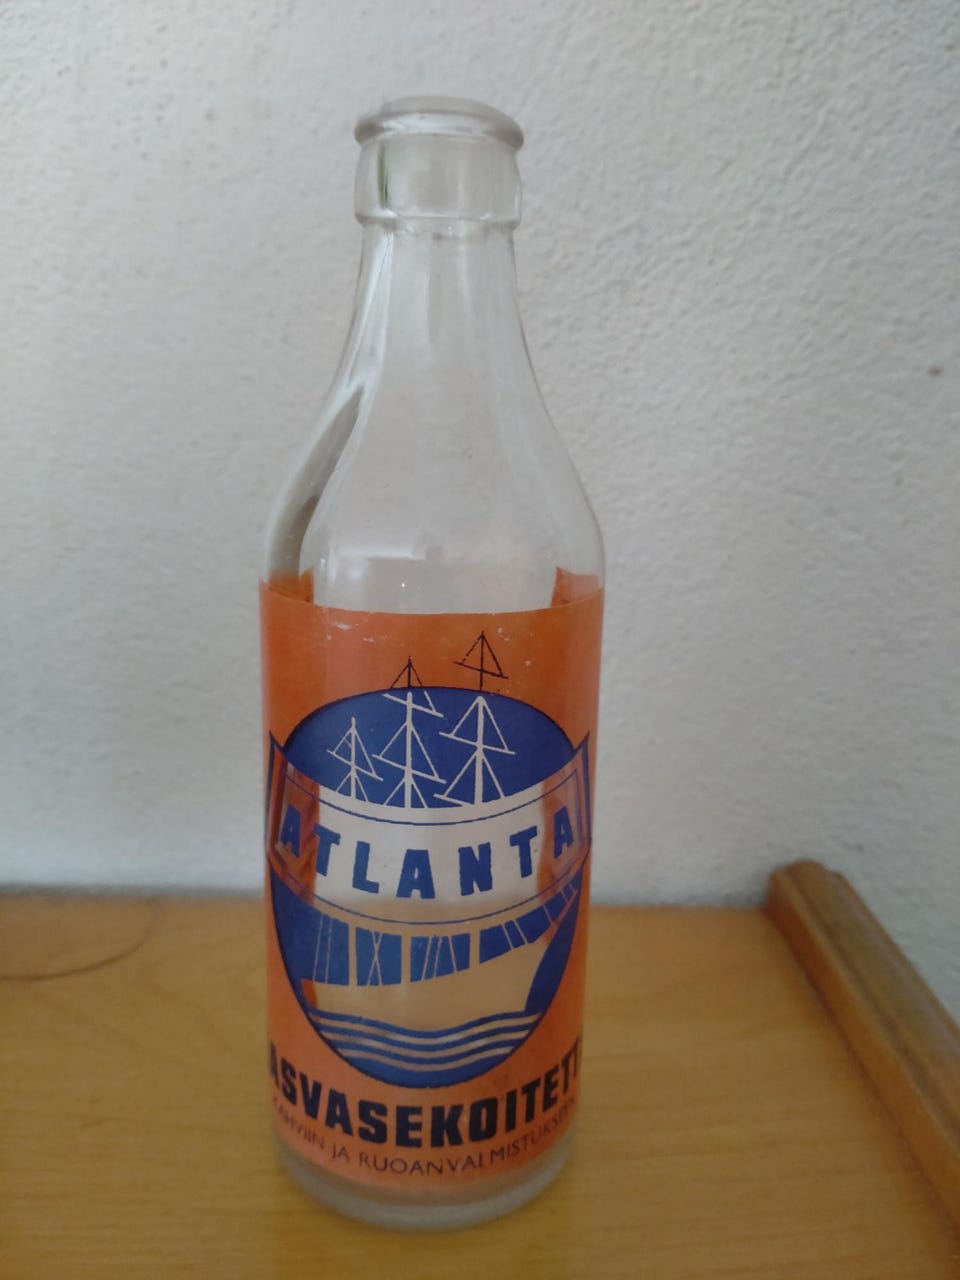 ATLANTA
ASVASEKOITETT
KAHVIIN JA RUOANVALMISTUKSEEN